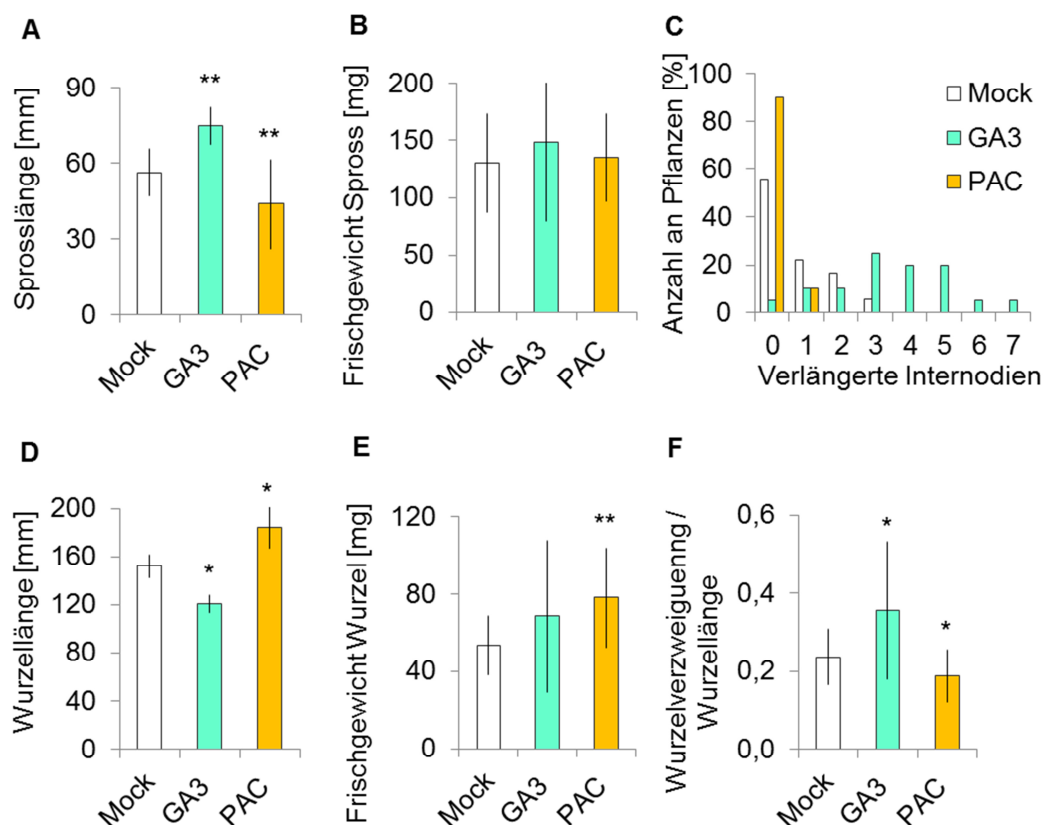 A
Sprosslänge [mm]
90
60
30
0
**
**
Mock
GA3
PAC
B
Frischgewicht Spross [mg]
200
150
100
50
0
Mock
GA3
PAC
C
Anzahl an Pflanzen [%]
100
80
60
40
20
0
Mock
GA3
PAC
0 1 2 3 4 5 6 7
Verlängerte Internodien
D
Wurzellänge [mm]
200
160
120
80
40
0
*
*
Mock
GA3
PAC
E
Frischgewicht Wurzel [mg]
120
80
40
0
**
Mock
GA3
PAC
F
Wurzelverzweiguenng /
Wurzellänge
0,6
0,4
0,2
0,0
*
*
Mock
GA3
PAC